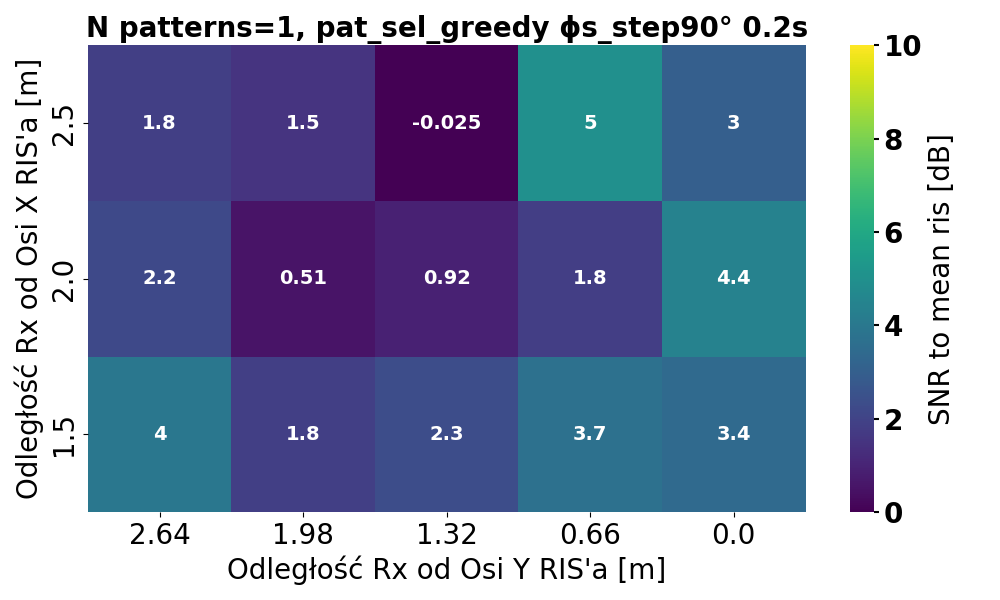 N patterns=1, pat_sel_greedy ϕs_step90° 0.2s
Odległość Rx od Osi X RIS'a [m]
2.5
2.0
1.5
1.8 1.5 -0.025 5 3
2.2 0.51 0.92 1.8 4.4
4 1.8 2.3 3.7 3.4
2.64 1.98 1.32 0.66 0.0
Odległość Rx od Osi Y RIS'a [m]
10
8
6
4
2
0
SNR to mean ris [dB]